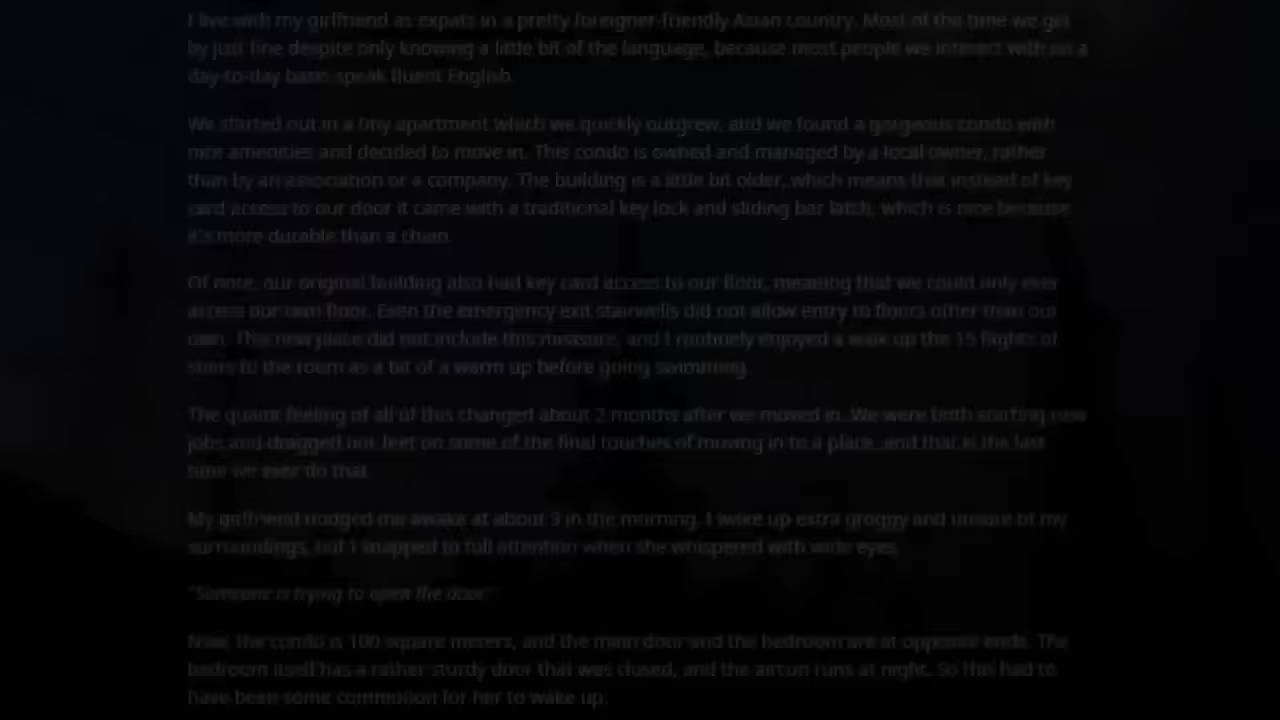 I live with my girlfriend as expats in a pretty foreigner-friendly Asian country. Most of the time we get
by just fine despite only knowing a little bit of the language, because most people we interact with on a
day-to-day basis speak fluent English.
We started out in a tiny apartment which we quickly outgrew, and we found a gorgeous condo with
nice amenities and decided to move in. This condo is owned and managed by a local owner, rather
than by an association or a company. The building is a little bit older, which means that instead of key
card access to our door it came with a traditional key lock and sliding bar latch, which is nice because
it's more durable than a chain.
Of note, our original building also had key card access to our floor, meaning that we could only ever
access our own floor. Even the emergency exit stairwells did not allow entry to floors other than our
own. This new place did not include this measure, and I routinely enjoyed a walk up the 15 flights of
stairs to the room as a bit of a warm up before going swimming.
The quaint feeling of all of this changed about 2 months after we moved in. We were both starting new
jobs and dragged our feet on some of the final touches of moving in to a place, and that is the last
time we ever do that.
My girlfriend nudged me awake at about 3 in the morning. I woke up extra groggy and unsure of my
surroundings, but I snapped to full attention when she whispered with wide eyes,
"Someone is trying to open the door."
Now, the condo is 100 square meters, and the main door and the bedroom are at opposite ends. The
bedroom itself has a rather sturdy door that was closed, and the aircon runs at night. So this had to
have been some commotion for her to wake up.